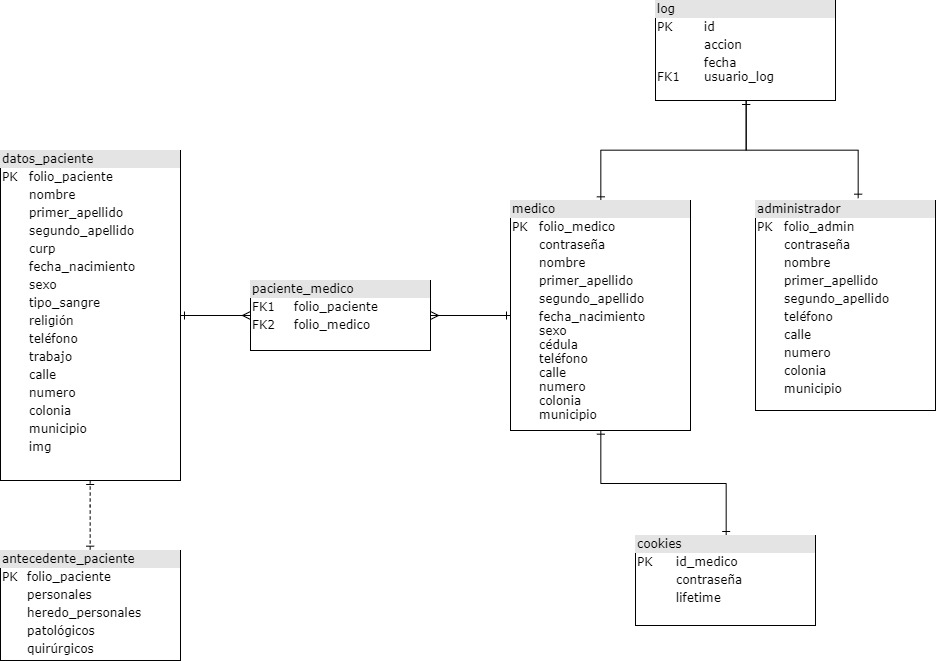 log
PK id
accion
fecha
FK1 usuario_log
datos_paciente
PK folio_paciente
nombre
primer_apellido
segundo_apellido
curp
fecha_nacimiento
sexo
tipo_sangre
religión
teléfono
trabajo
calle
numero
colonia
municipio
img
paciente_medico
FK1 folio_paciente
FK2 folio_medico
medico
PK folio_medico
contraseña
nombre
primer_apellido
segundo_apellido
fecha_nacimiento
sexo
cédula
teléfono
calle
numero
colonia
municipio
administrador
PK folio_admin
contraseña
nombre
primer_apellido
segundo_apellido
teléfono
calle
numero
colonia
municipio
antecedente_paciente
PK folio_paciente
personales
heredo_personales
patológicos
quirúrgicos
cookies
PK id_medico
contraseña
lifetime